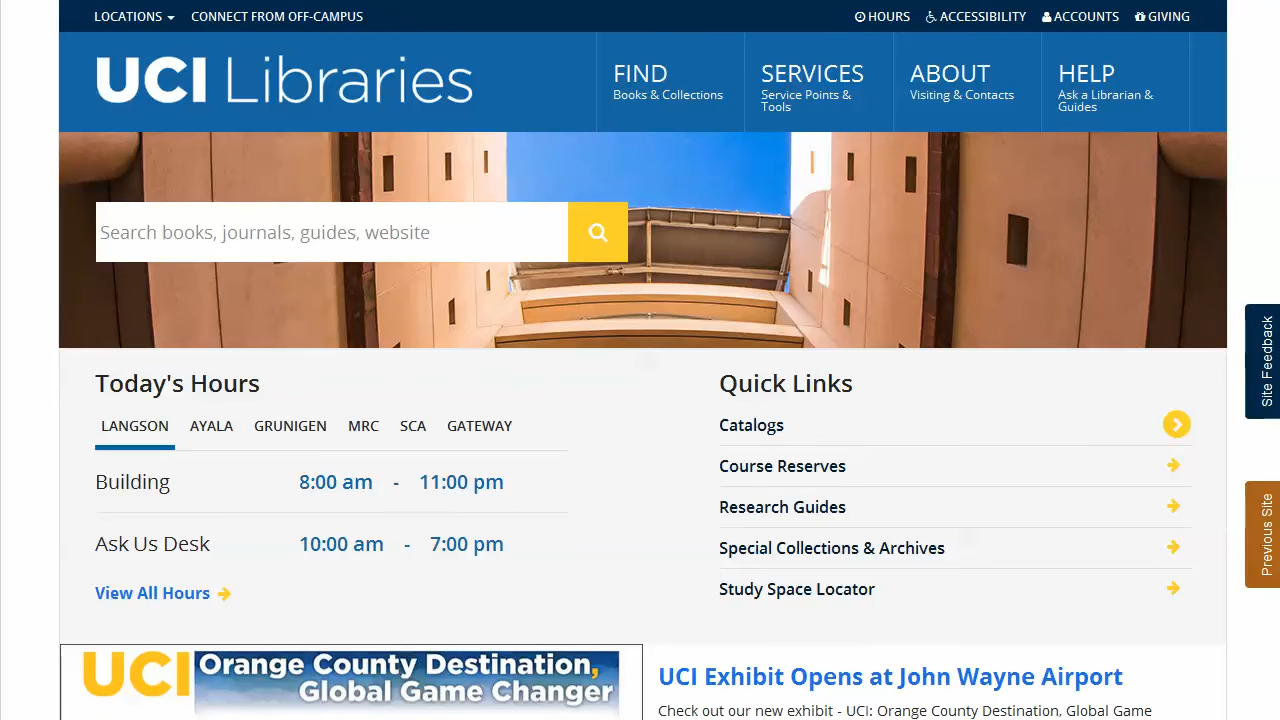 LOCATIONS CONNECT FROM OFF-CAMPUS HOURS ACCESSIBILITY ACCOUNTS GIVING
UCI Libraries
FIND
Books & Collections
SERVICES
Service Points &
Tools
ABOUT
Visiting & Contacts
HELP
Ask a Librarian &
Guides
Search books, journals, guides, website
Today's Hours
LANGSON AYALA GRUNIGEN MRC SCA GATEWAY
Building 8:00 am - 11:00 pm
Ask Us Desk 10:00 am - 7:00 pm
View All Hours
Quick Links
Catalogs
Course Reserves
Research Guides
Special Collections & Archives
Study Space Locator
Site Feedback
Previous Site
UCI Orange County Destination,
Global Game Changer
UCI Exhibit Opens at John Wayne Airport
Check out our new exhibit - UCI: Orange County Destination, Global Game